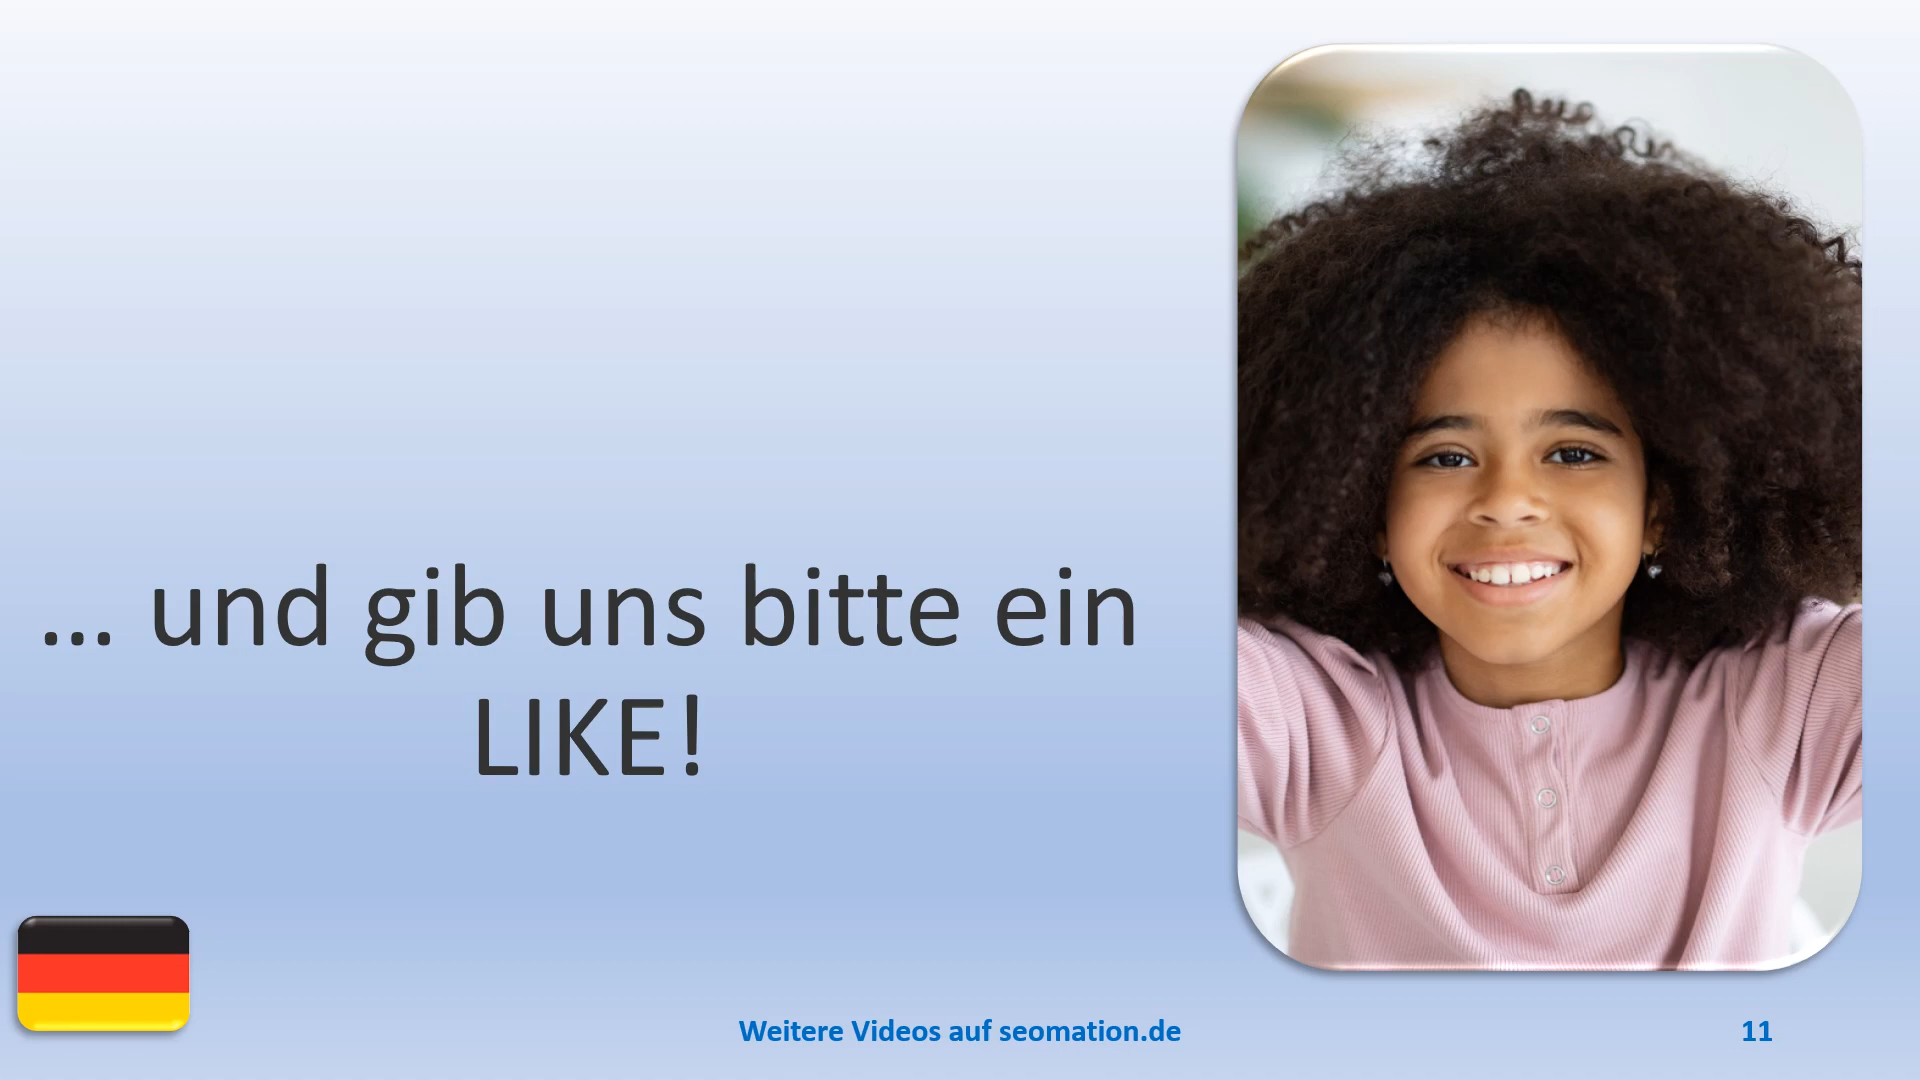 ... und gib uns bitte ein
LIKE!
Weitere Videos auf seomation.de
11